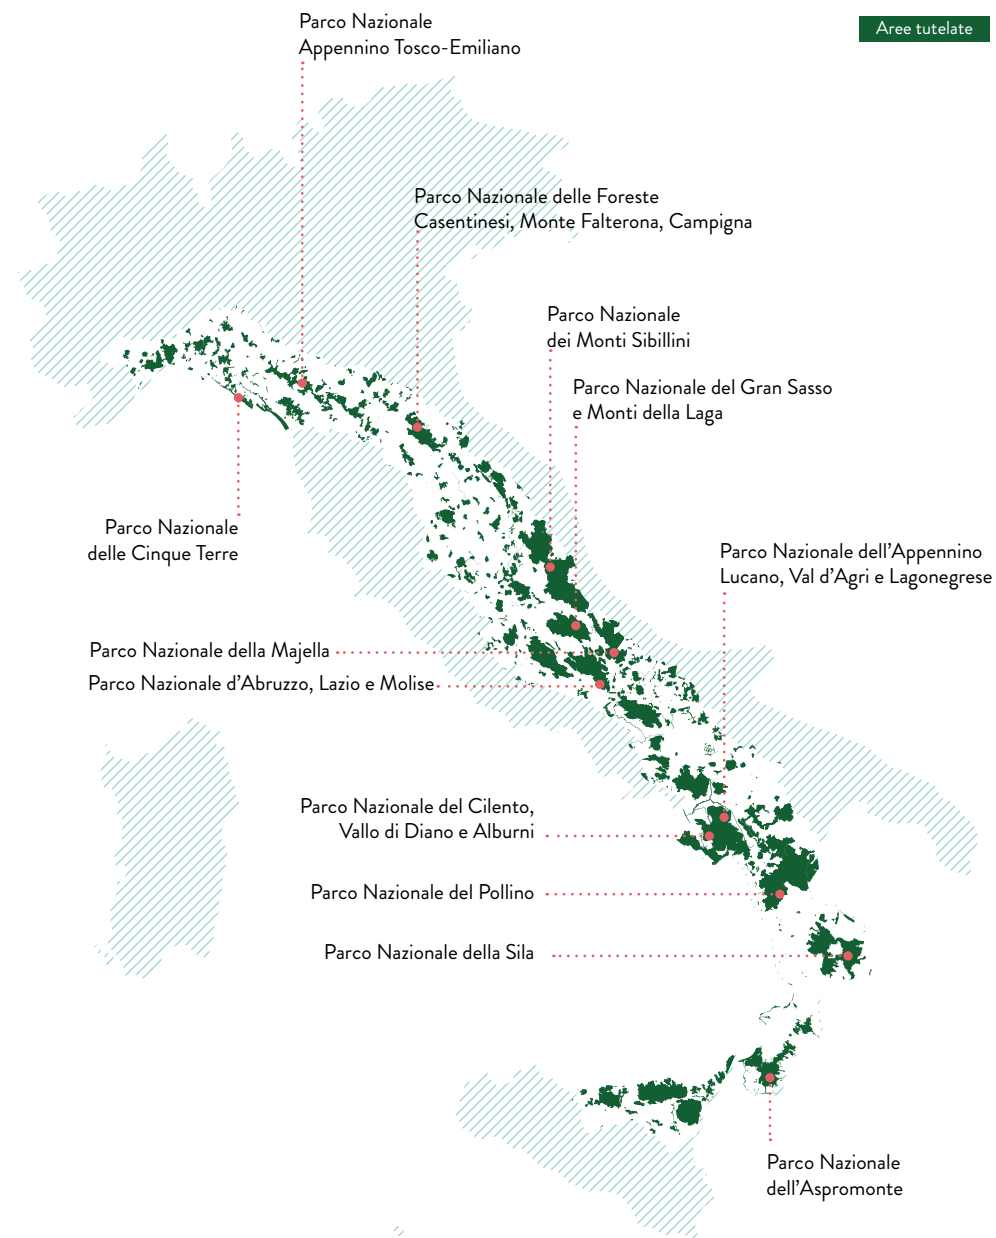 Parco Nazionale
Appennino Tosco-Emiliano
Aree tutelate
Parco Nazionale delle Foreste
Casentinesi, Monte Falterona, Campigna
Parco Nazionale
dei Monti Sibillini
Parco Nazionale del Gran Sasso
e Monti della Laga
Parco Nazionale
delle Cinque Terre
Parco Nazionale dell'Appennino
Lucano, Val d'Agri e Lagonegrese
Parco Nazionale della Majella
Parco Nazionale d'Abruzzo, Lazio e Molise
Parco Nazionale del Cilento,
Vallo di Diano e Alburni
Parco Nazionale del Pollino
Parco Nazionale della Sila
Parco Nazionale
dell'Aspromonte